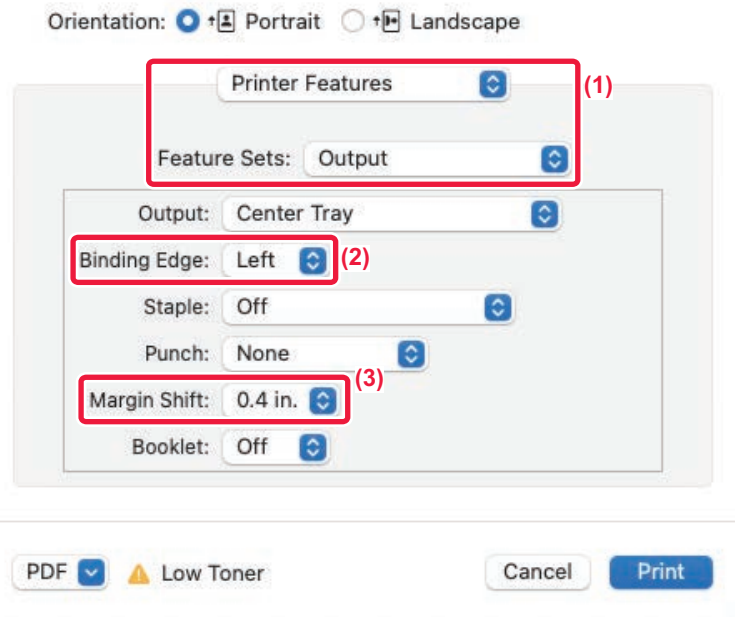 Orientation: Portrait Landscape
Printer Features (1)
Feature Sets: Output
Output: Center Tray
Binding Edge: Left (2)
Staple: Off
Punch: None
(3)
Margin Shift: 0.4 in.
Booklet: Off
PDF Low Toner Cancel Print